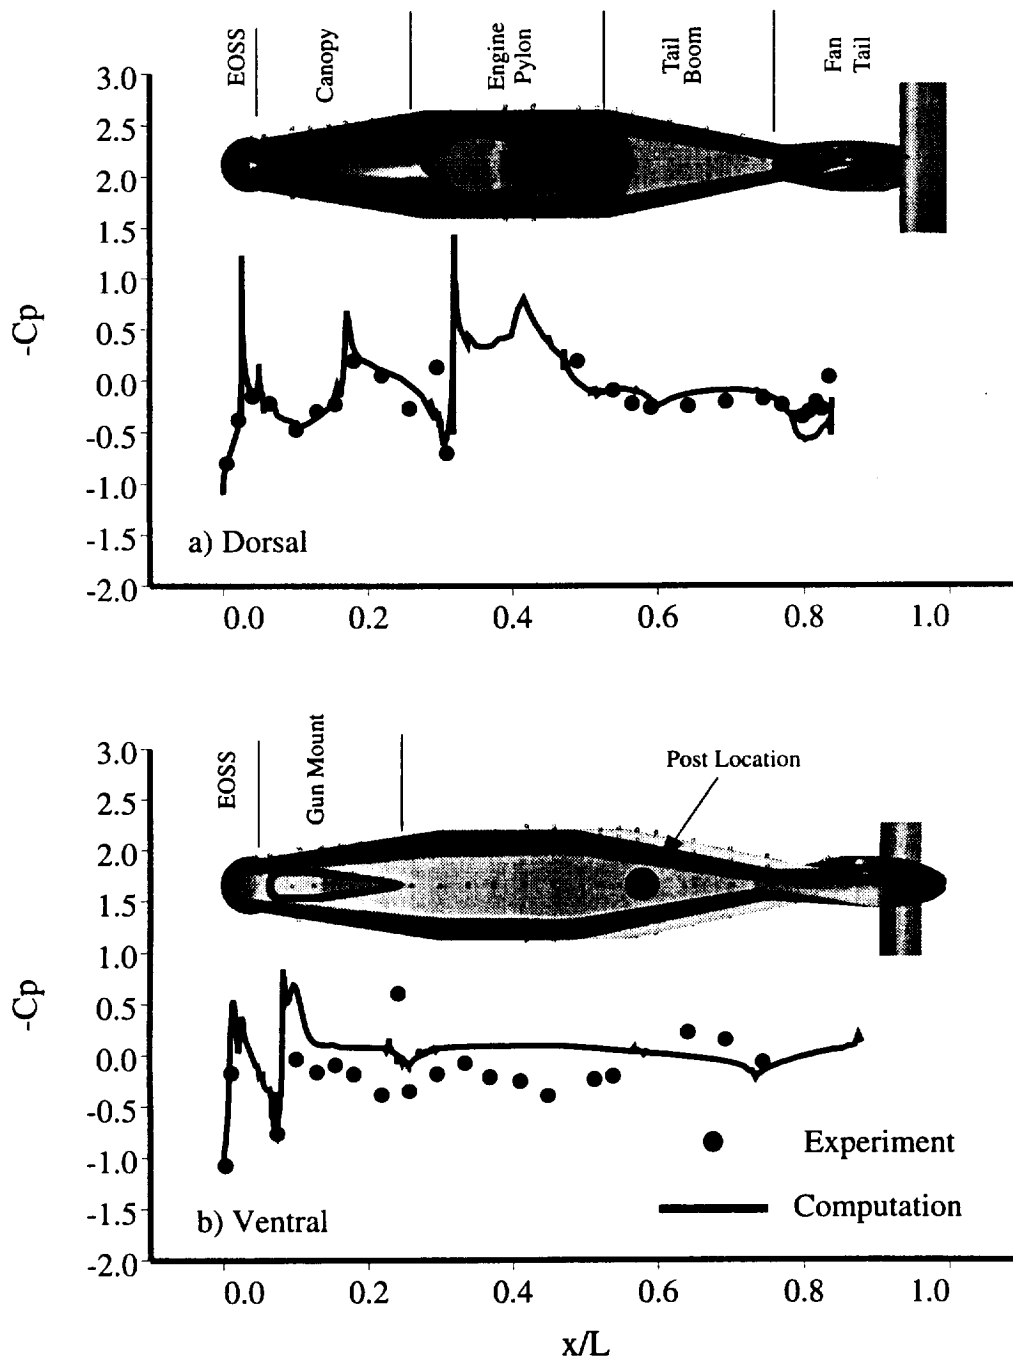 EOSS
Canopy
Engine
Pylon
Tail
Boom
Fan
Tail
3.0
2.5
2.0
1.5
1.0
0.5
0.0
-0.5
-1.0
-1.5
-2.0
-Cp
a) Dorsal
0.0 0.2 0.4 0.6 0.8 1.0
EOSS
Gun Mount
Post Location
3.0
2.5
2.0
1.5
1.0
0.5
0.0
-0.5
-1.0
-1.5
-2.0
-Cp
Experiment
Computation
b) Ventral
0.0 0.2 0.4 0.6 0.8 1.0
x/L